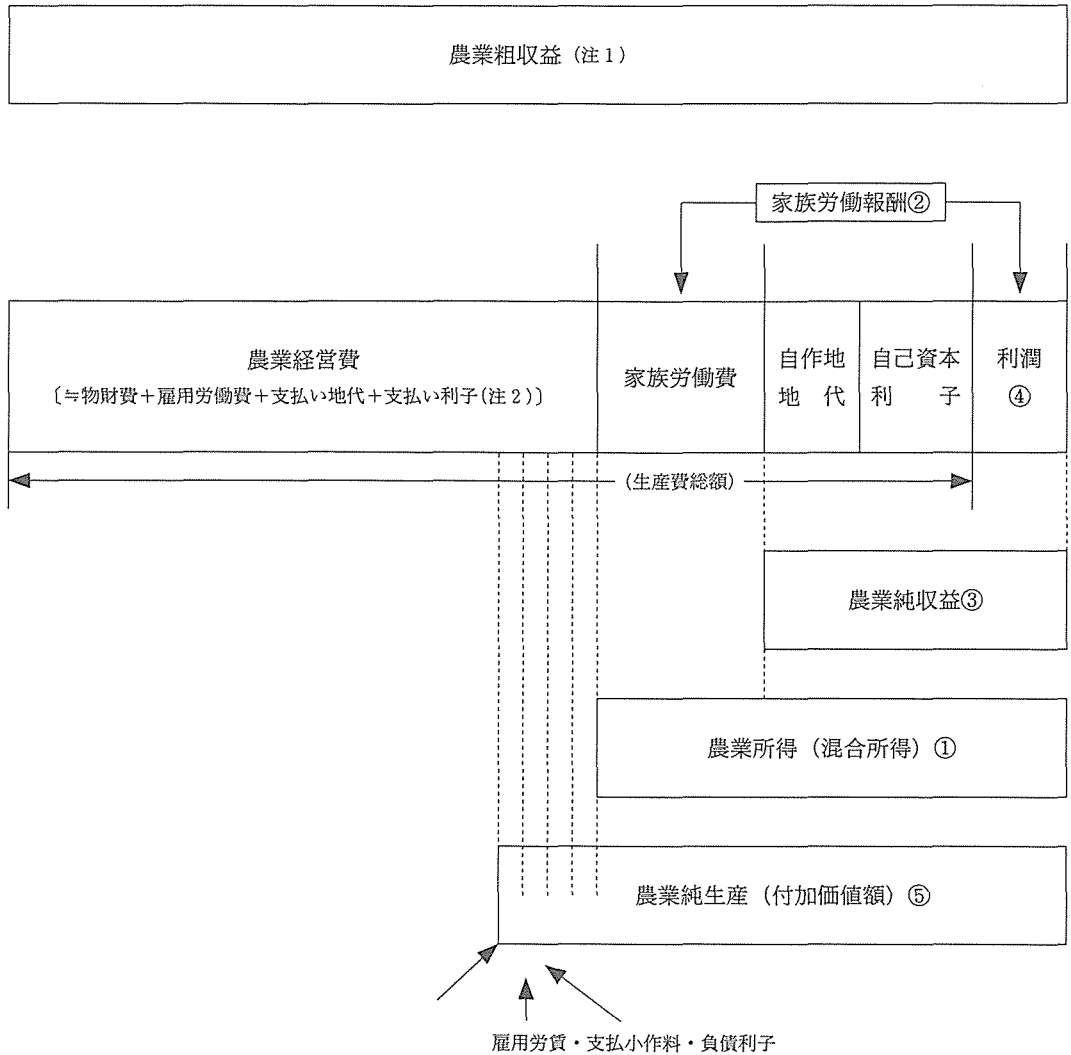 農業粗収益（注１）
家族労働報酬②
農業経営費
〔≒物財費＋雇用労働費＋支払い地代＋支払い利子(注２)〕
家族労働費
自作地
地代
自己資本
利子
利潤
④
(生産費総額)
農業純収益③
農業所得（混合所得）①
農業純生産（付加価値額）⑤
雇用労賃・支払小作料・負債利子